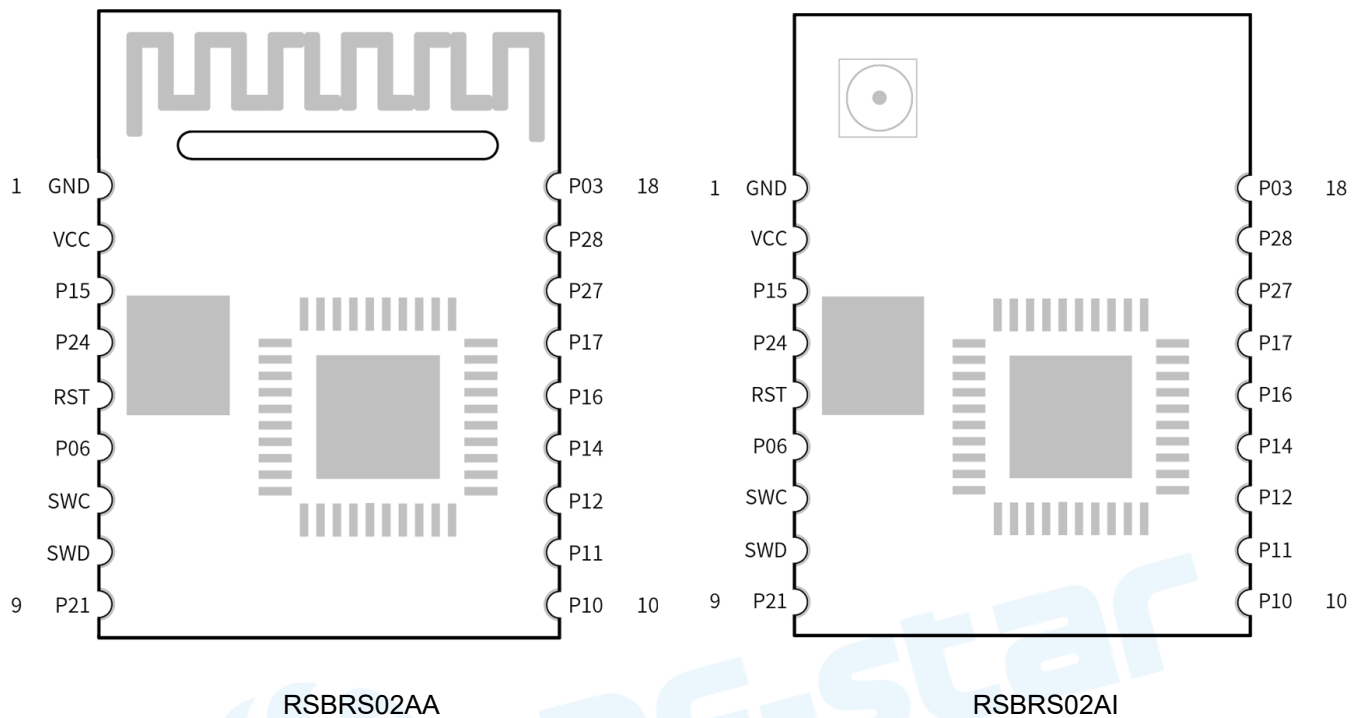 1 GND P03 18 1 GND P03 18
VCC P28 VCC P28
P15 P27 P15 P27
P24 P17 P24 P17
RST P16 RST P16
P06 P14 P06 P14
SWC P12 SWC P12
SWD P11 SWD P11
9 P21 P10 10 9 P21 P10 10
RSBRS02AA RSBRS02AI